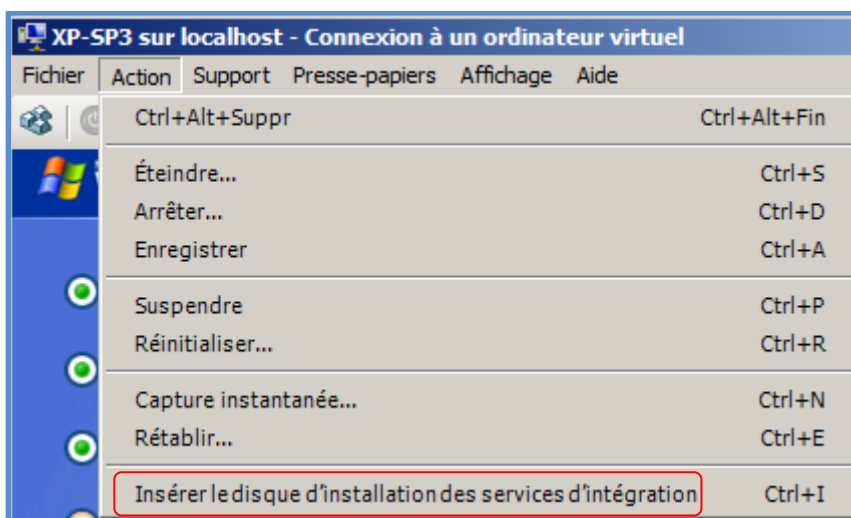 XP-SP3 sur localhost - Connexion à un ordinateur virtuel
Fichier Action Support Presse-papiers Affichage Aide
Ctrl+Alt+Suppr Ctrl+Alt+Fin
Éteindre... Ctrl+S
Arrêter... Ctrl+D
Enregistrer Ctrl+A
Suspendre Ctrl+P
Réinitialiser... Ctrl+R
Capture instantanée... Ctrl+N
Rétablir... Ctrl+E
Insérer le disque d'installation des services d'intégration Ctrl+I